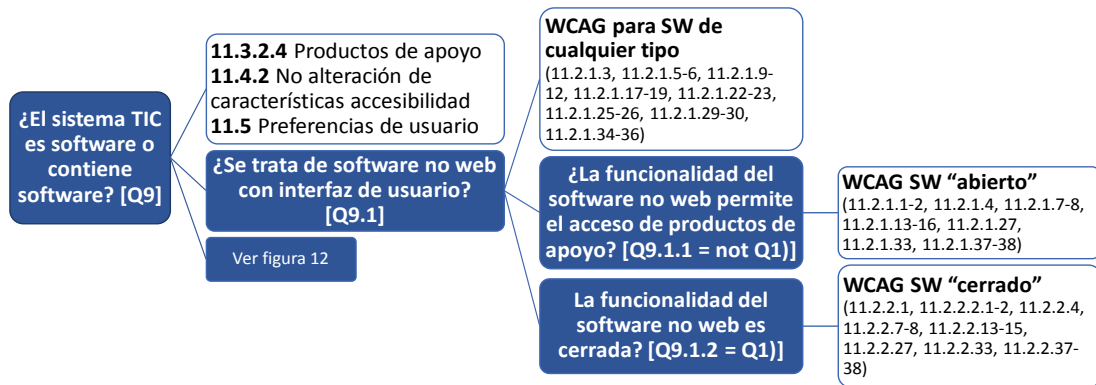 ¿El sistema TIC
es software o
contiene
software? [Q9]
11.3.2.4 Productos de apoyo
11.4.2 No alteración de
características accesibilidad
11.5 Preferencias de usuario
¿Se trata de software no web
con interfaz de usuario?
[Q9.1]
Ver figura 12
WCAG para SW de
cualquier tipo
(11.2.1.3, 11.2.1.5-6, 11.2.1.9-
12, 11.2.1.17-19, 11.2.1.22-23,
11.2.1.25-26, 11.2.1.29-30,
11.2.1.34-36)
¿La funcionalidad del
software no web permite
el acceso de productos de
apoyo? [Q9.1.1 = not Q1)]
WCAG SW “abierto”
(11.2.1.1-2, 11.2.1.4, 11.2.1.7-8,
11.2.1.13-16, 11.2.1.27,
11.2.1.33, 11.2.1.37-38)
La funcionalidad del
software no web es
cerrada? [Q9.1.2 = Q1)]
WCAG SW “cerrado”
(11.2.2.1, 11.2.2.2.1-2, 11.2.2.4,
11.2.2.7-8, 11.2.2.13-15,
11.2.2.27, 11.2.2.33, 11.2.2.37-
38)